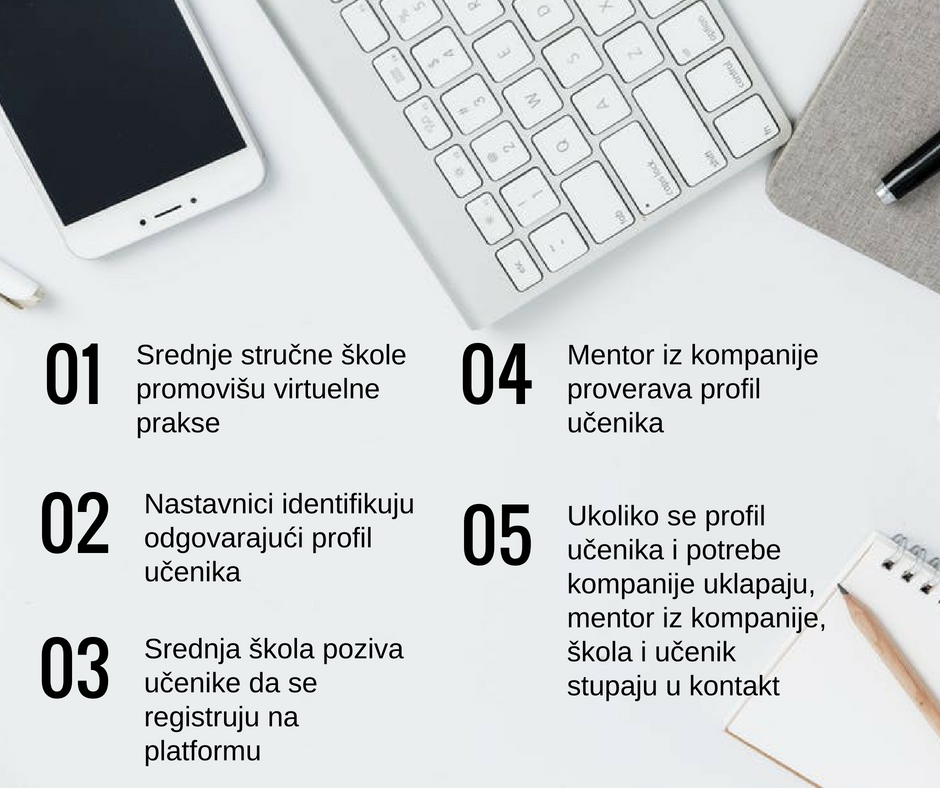 01
Srednje stručne škole
promovišu virtuelne
prakse
02
Nastavnici identifikuju
odgovarajući profil
učenika
03
Srednja škola poziva
učenike da se
registruju na
platformu
04
Mentor iz kompanije
proverava profil
učenika
05
Ukoliko se profil
učenika i potrebe
kompanije uklapaju,
mentor iz kompanije,
škola i učenik
stupaju u kontakt